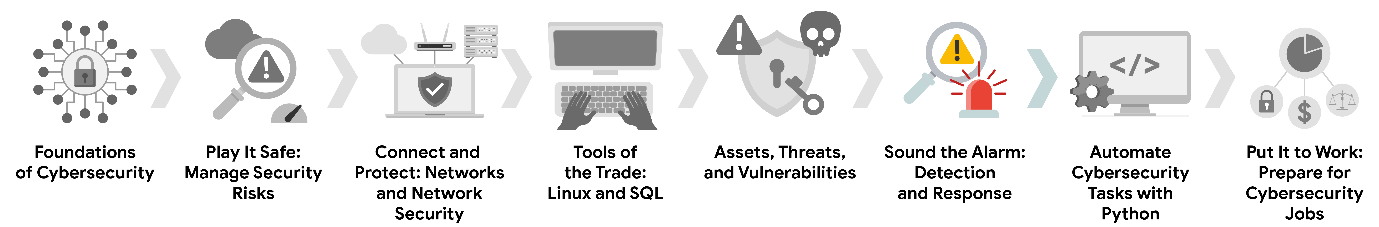 </>
$
Foundations
of Cybersecurity
Play It Safe:
Manage Security
Risks
Connect and
Protect: Networks
and Network
Security
Tools of
the Trade:
Linux and SQL
Assets, Threats,
and Vulnerabilities
Sound the Alarm:
Detection
and Response
Automate
Cybersecurity
Tasks with
Python
Put It to Work:
Prepare for
Cybersecurity
Jobs